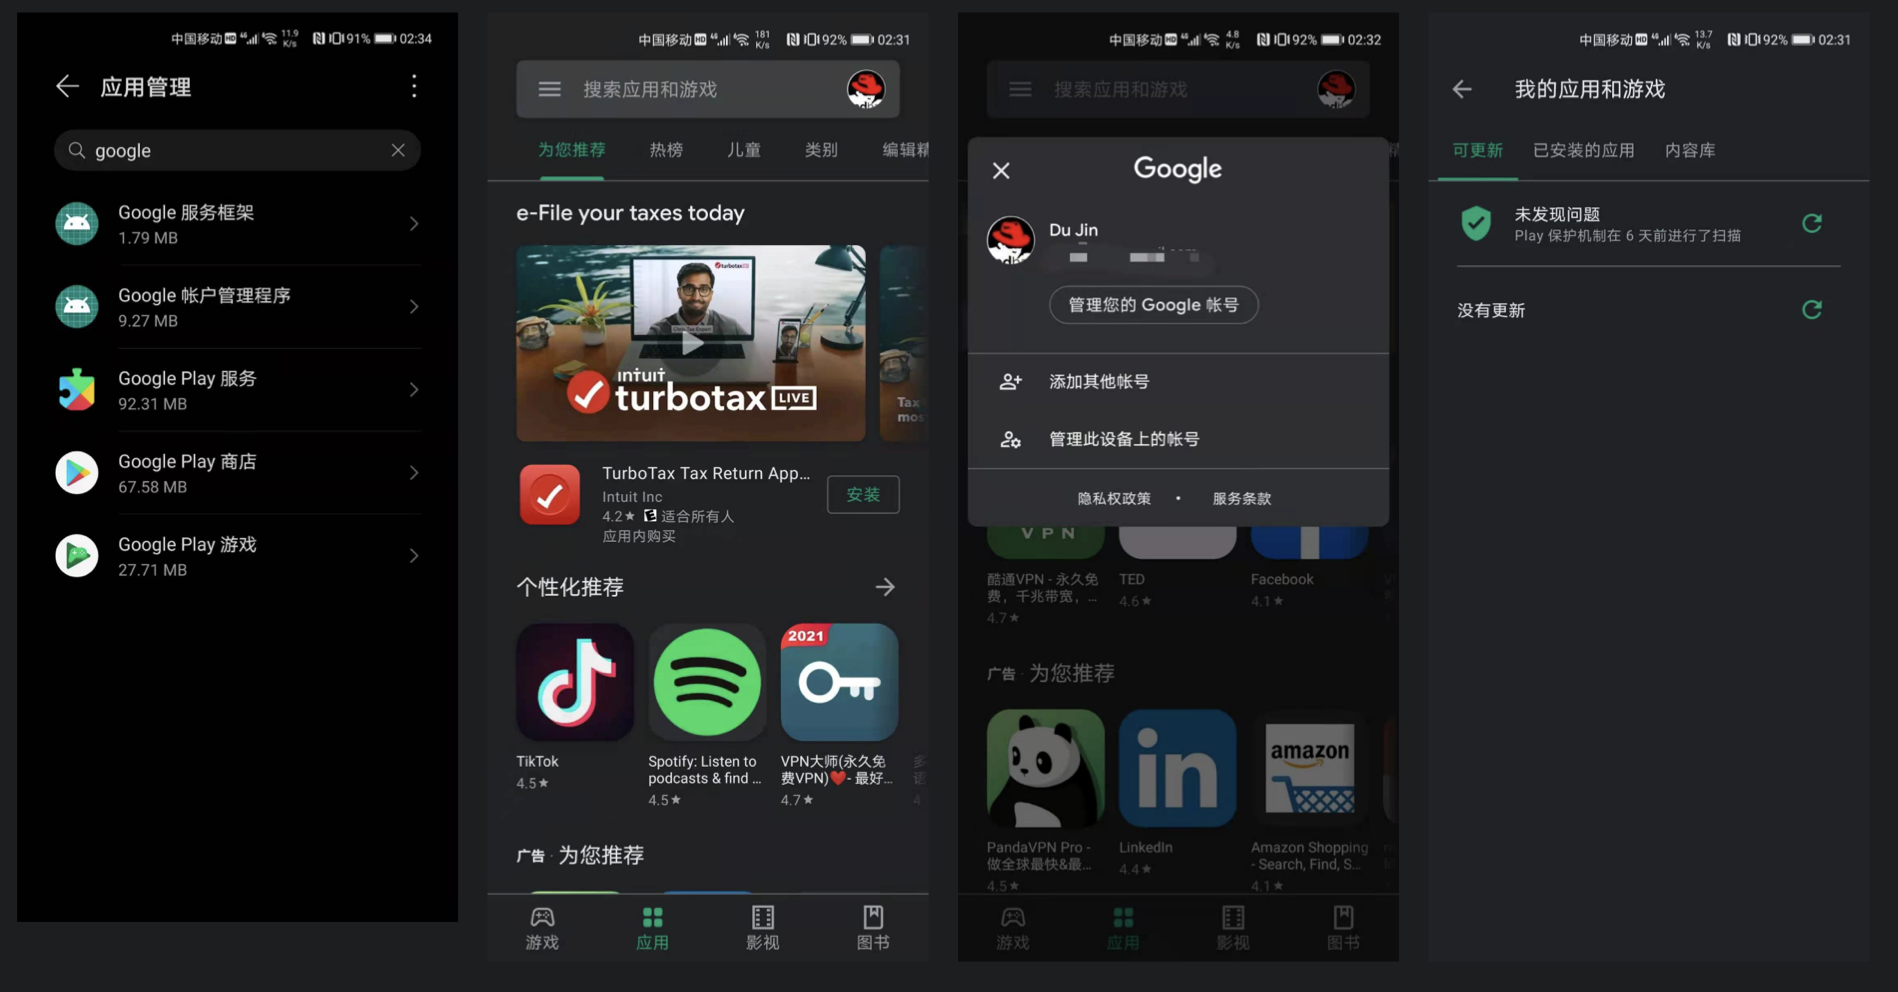 中国移动 HD 4G 11.9 K/s 91% 02:34
应用管理
google
Google 服务框架
1.79 MB
Google 帐户管理程序
9.27 MB
Google Play 服务
92.31 MB
Google Play 商店
67.58 MB
Google Play 游戏
27.71 MB
中国移动 HD 4G 181 K/s 92% 02:31
搜索应用和游戏
为您推荐 热榜 儿童 类别 编辑精
e-File your taxes today
turbotax
ıntuıt
turbotax LIVE
Tax
mos
TurboTax Tax Return App...
Intuit Inc
4.2★ E 适合所有人
应用内购买
安装
个性化推荐
2021
TikTok
4.5★
Spotify: Listen to
podcasts & find ...
4.5★
VPN大师(永久免
费VPN)❤️- 最好...
4.7★
多
4
广告 · 为您推荐
游戏 应用 影视 图书
中国移动 HD 4G 4.8 K/s 92% 02:32
搜索应用和游戏
精
Google
Du Jin
管理您的 Google 帐号
添加其他帐号
管理此设备上的帐号
隐私权政策 • 服务条款
VPN
酷通VPN - 永久免
费，千兆带宽，...
4.7★
TED
4.6★
Facebook
4.1★
广告 · 为您推荐
in
amazon
PandaVPN Pro -
做全球最快&最...
4.5★
LinkedIn
4.4★
Amazon Shopping
- Search, Find, S...
4.1★
游戏 应用 影视 图书
中国移动 HD 4G 13.7 K/s 92% 02:31
我的应用和游戏
可更新 已安装的应用 内容库
未发现问题
Play 保护机制在 6 天前进行了扫描
没有更新